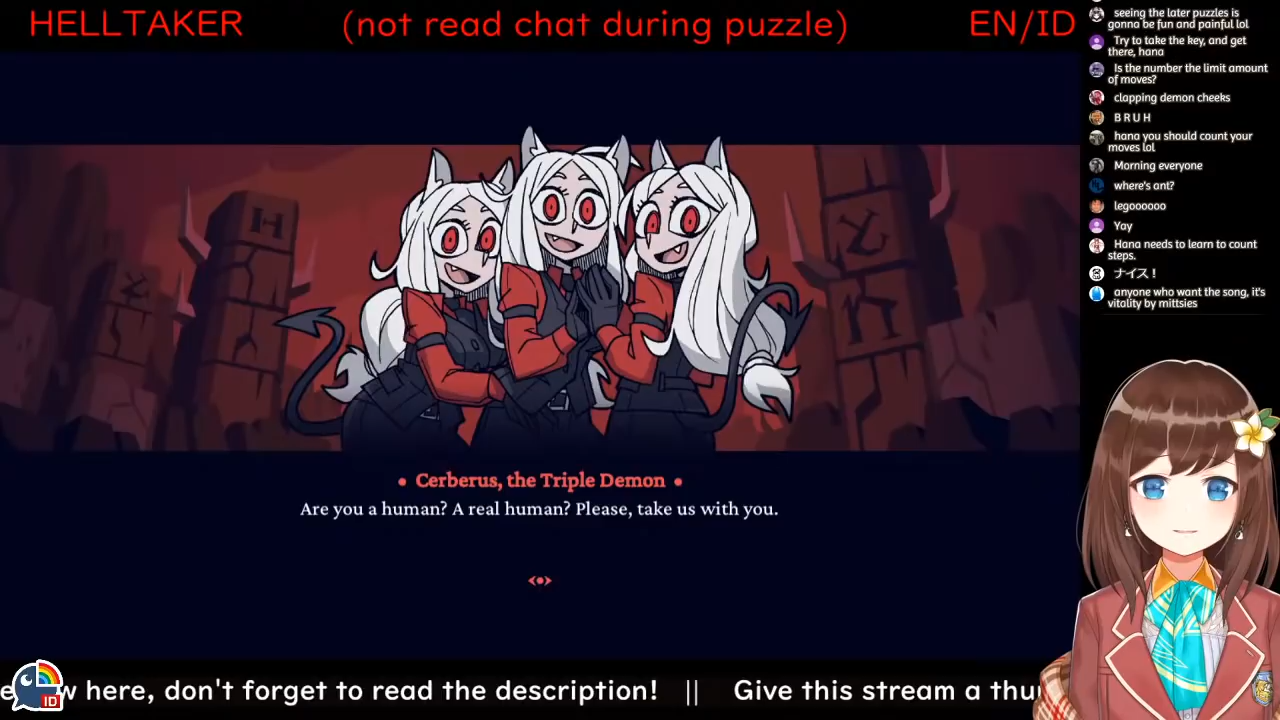 HELLTAKER (not read chat during puzzle) EN/ID
seeing the later puzzles is
gonna be fun and painful lol
Try to take the key, and get
there, hana
Is the number the limit amount
of moves?
clapping demon cheeks
B R U H
hana you should count your
moves lol
Morning everyone
where's ant?
legoooooo
Yay
Hana needs to learn to count
steps.
ナイス！
anyone who want the song, it's
vitality by mittsies
• Cerberus, the Triple Demon •
Are you a human? A real human? Please, take us with you.
w here, don't forget to read the description! || Give this stream a thu
ID